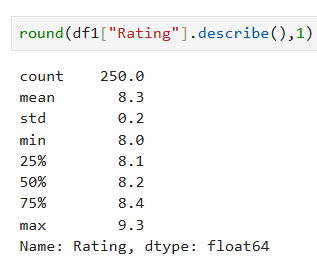 round(df1["Rating"].describe(),1)
count    250.0
mean       8.3
std        0.2
min        8.0
25%        8.1
50%        8.2
75%        8.4
max        9.3
Name: Rating, dtype: float64